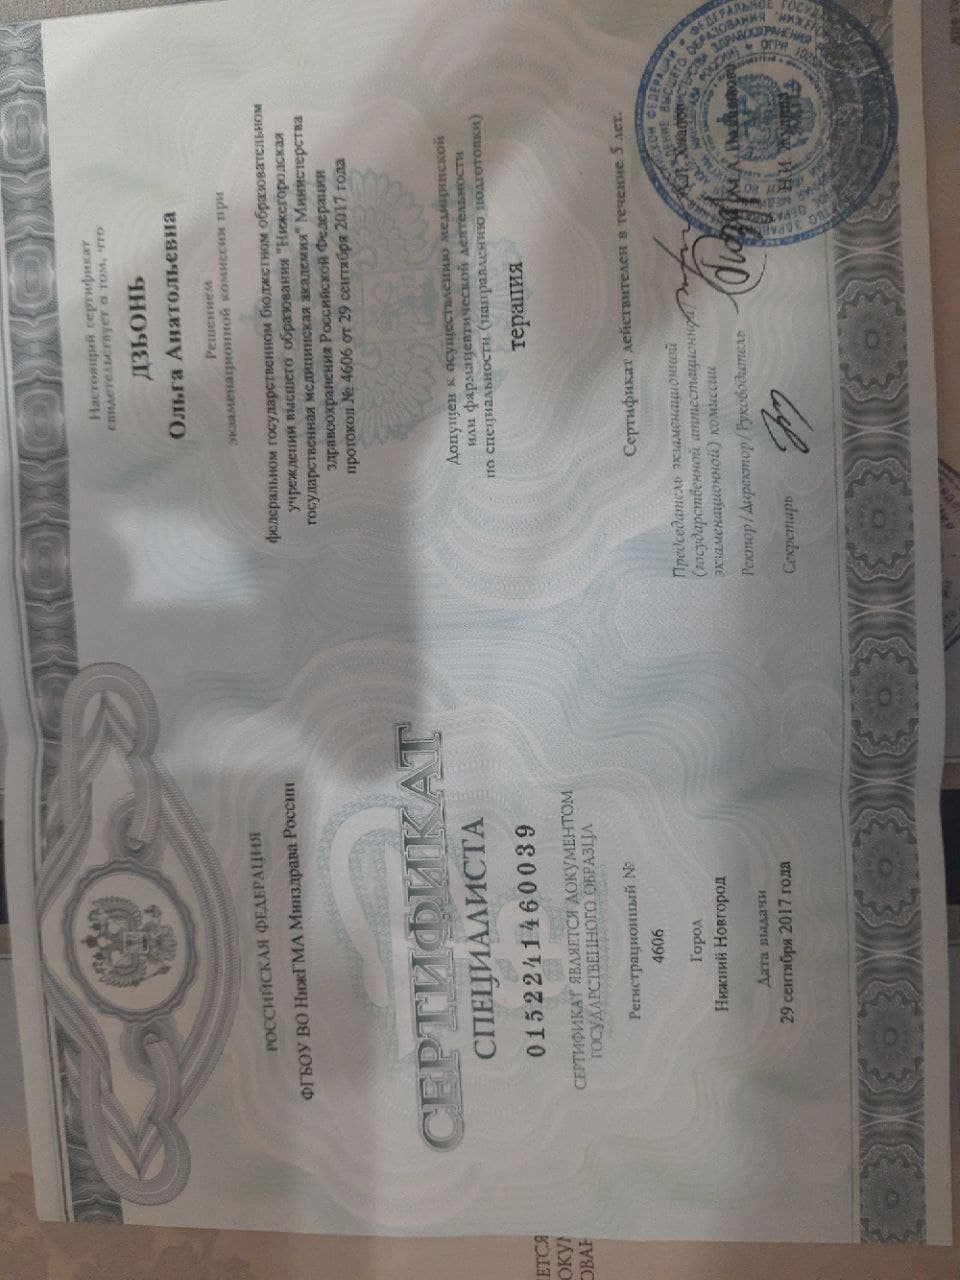 РОССИЙСКАЯ ФЕДЕРАЦИЯ
ФГБОУ ВО НижГМА Минздрава России
СЕРТИФИКАТ
СПЕЦИАЛИСТА
0152241460039
СЕРТИФИКАТ ЯВЛЯЕТСЯ ДОКУМЕНТОМ
ГОСУДАРСТВЕННОГО ОБРАЗЦА
Регистрационный №
4606
Город
Нижний Новгород
Дата выдачи
29 сентября 2017 года
Настоящий сертификат
свидетельствует о том, что
ДЗЬОНЬ
Ольга Анатольевна
Решением
экзаменационной комиссии при
федеральном государственном бюджетном образовательном
учреждении высшего образования "Нижегородская
государственная медицинская академия" Министерства
здравоохранения Российской Федерации
протокол № 4606 от 29 сентября 2017 года
Допущен к осуществлению медицинской
или фармацевтической деятельности
по специальности (направлению подготовки)
терапия
Сертификат действителен в течение 5 лет.
Председатель экзаменационной
(государственной аттестационной/
экзаменационной) комиссии
Ректор/Директор/Руководитель
Секретарь